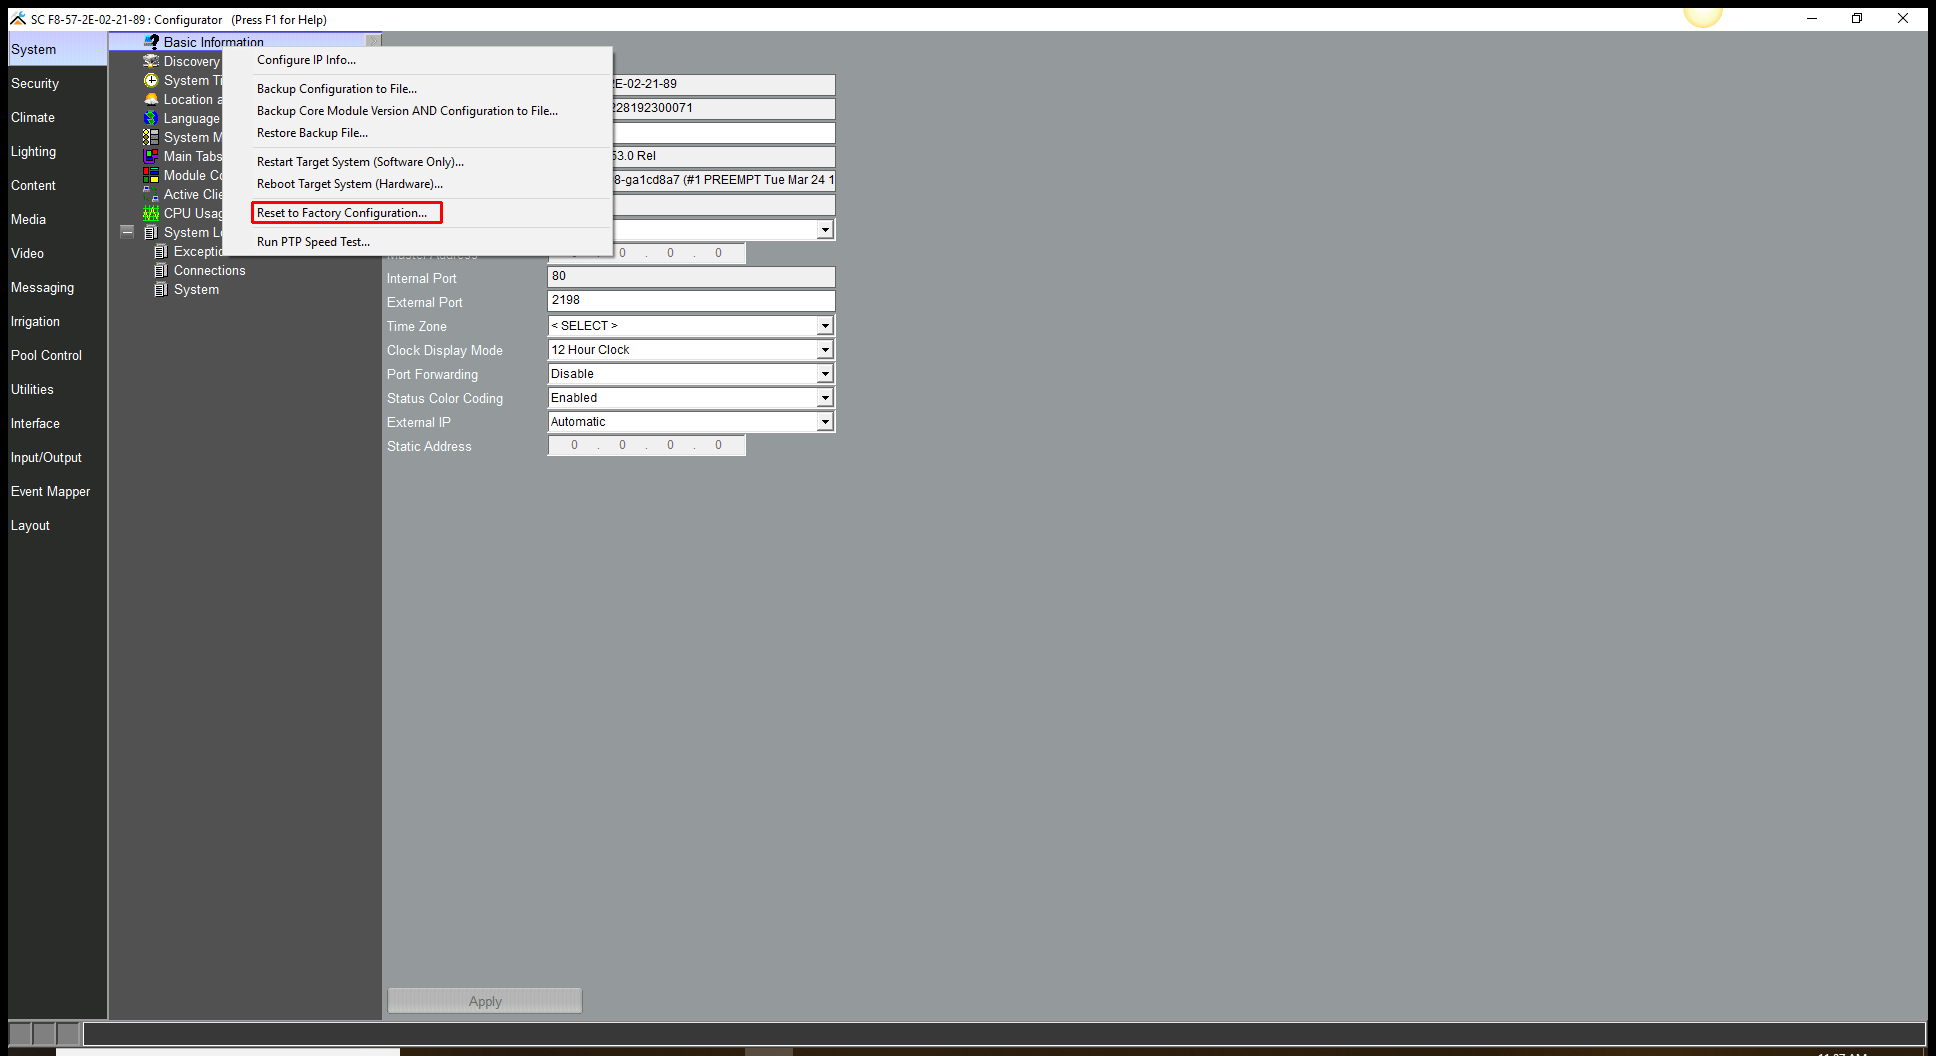 SC F8-57-2E-02-21-89 : Configurator   (Press F1 for Help)
System
Security
Climate
Lighting
Content
Media
Video
Messaging
Irrigation
Pool Control
Utilities
Interface
Input/Output
Event Mapper
Layout
Basic Information
Discovery
System Ti
Location a
Language
System M
Main Tabs
Module Co
Active Clie
CPU Usag
System Lo
Exceptio
Connections
System
Configure IP Info...
Backup Configuration to File...
Backup Core Module Version AND Configuration to File...
Restore Backup File...
Restart Target System (Software Only)...
Reboot Target System (Hardware)...
Reset to Factory Configuration...
Run PTP Speed Test...
2E-02-21-89
228192300071
53.0 Rel
8-ga1cd8a7 (#1 PREEMPT Tue Mar 24 1
Master Address . 0 . 0 . 0
Internal Port 80
External Port 2198
Time Zone < SELECT >
Clock Display Mode 12 Hour Clock
Port Forwarding Disable
Status Color Coding Enabled
External IP Automatic
Static Address 0 . 0 . 0 . 0
Apply